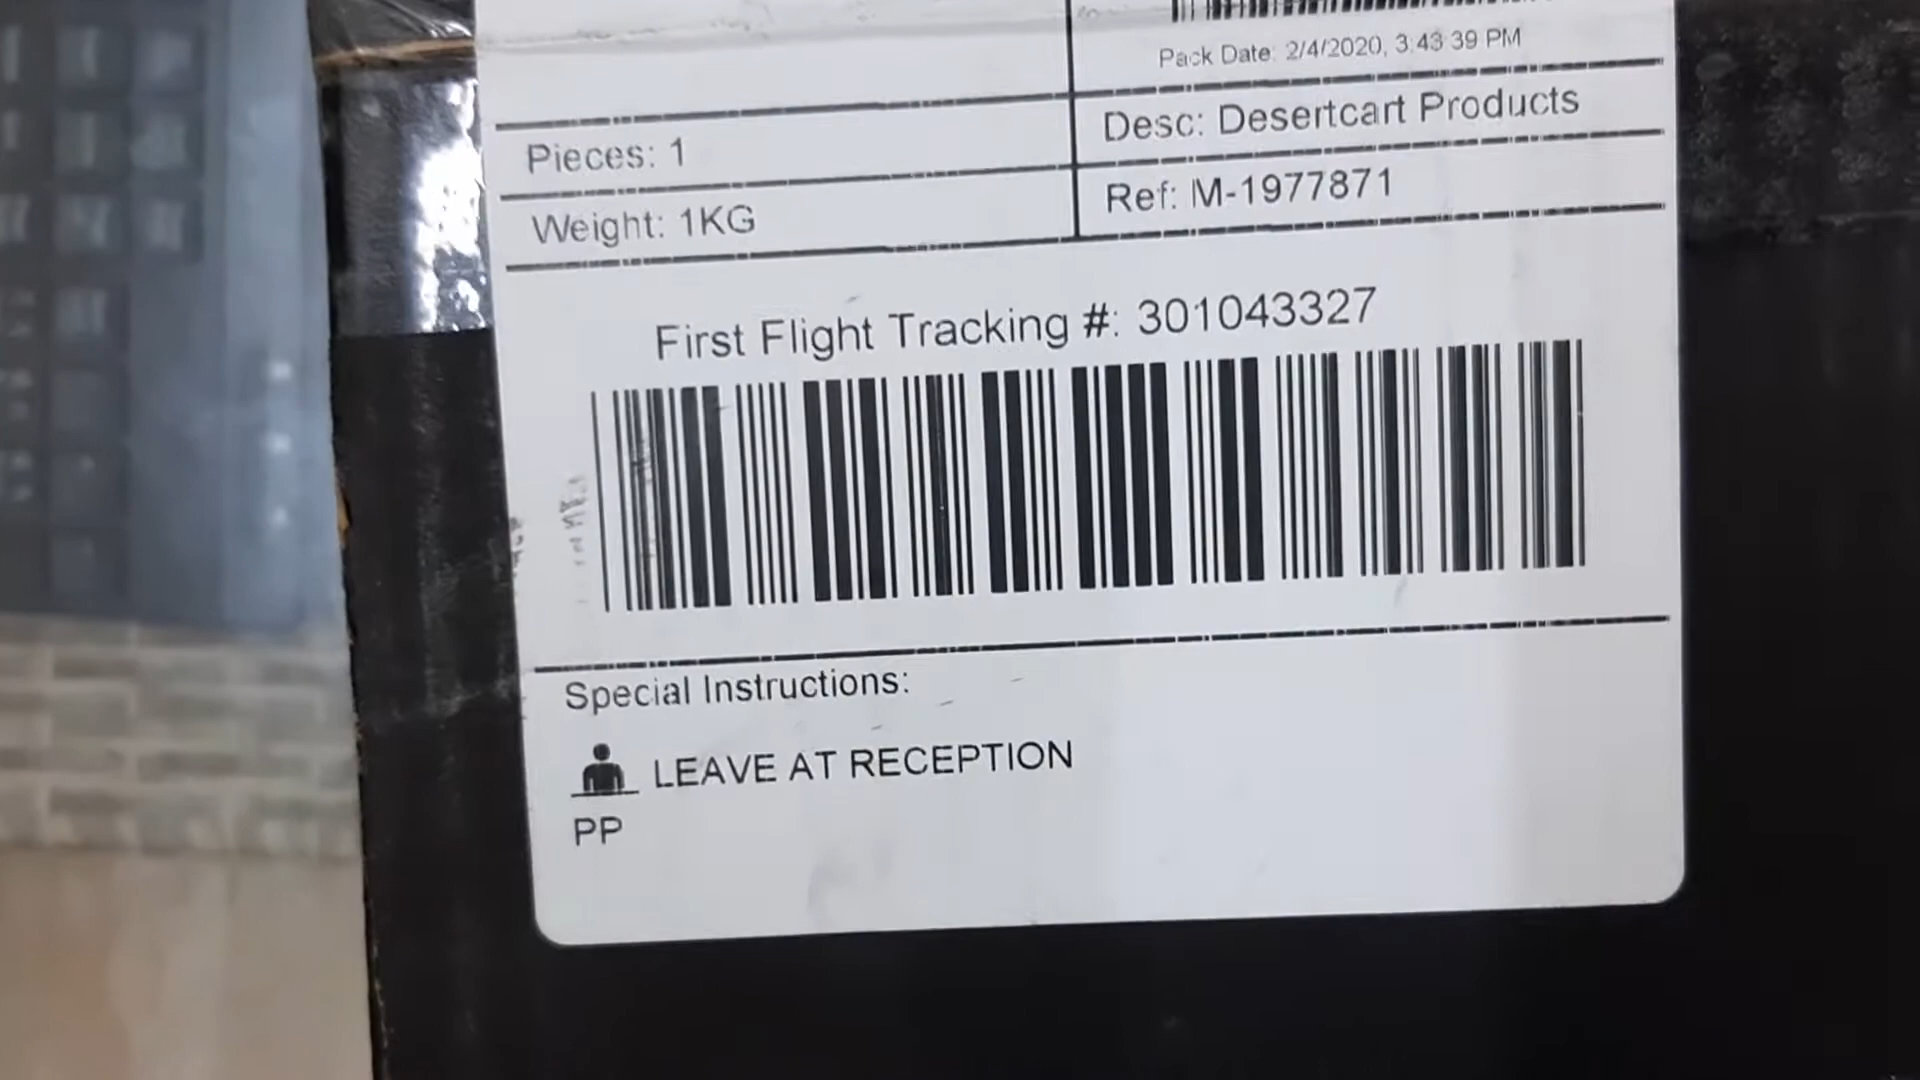 Pack Date: 2/4/2020, 3:43:39 PM
Pieces: 1
Desc: Desertcart Products
Weight: 1KG
Ref: M-1977871
First Flight Tracking #: 301043327
Special Instructions:
LEAVE AT RECEPTION
PP